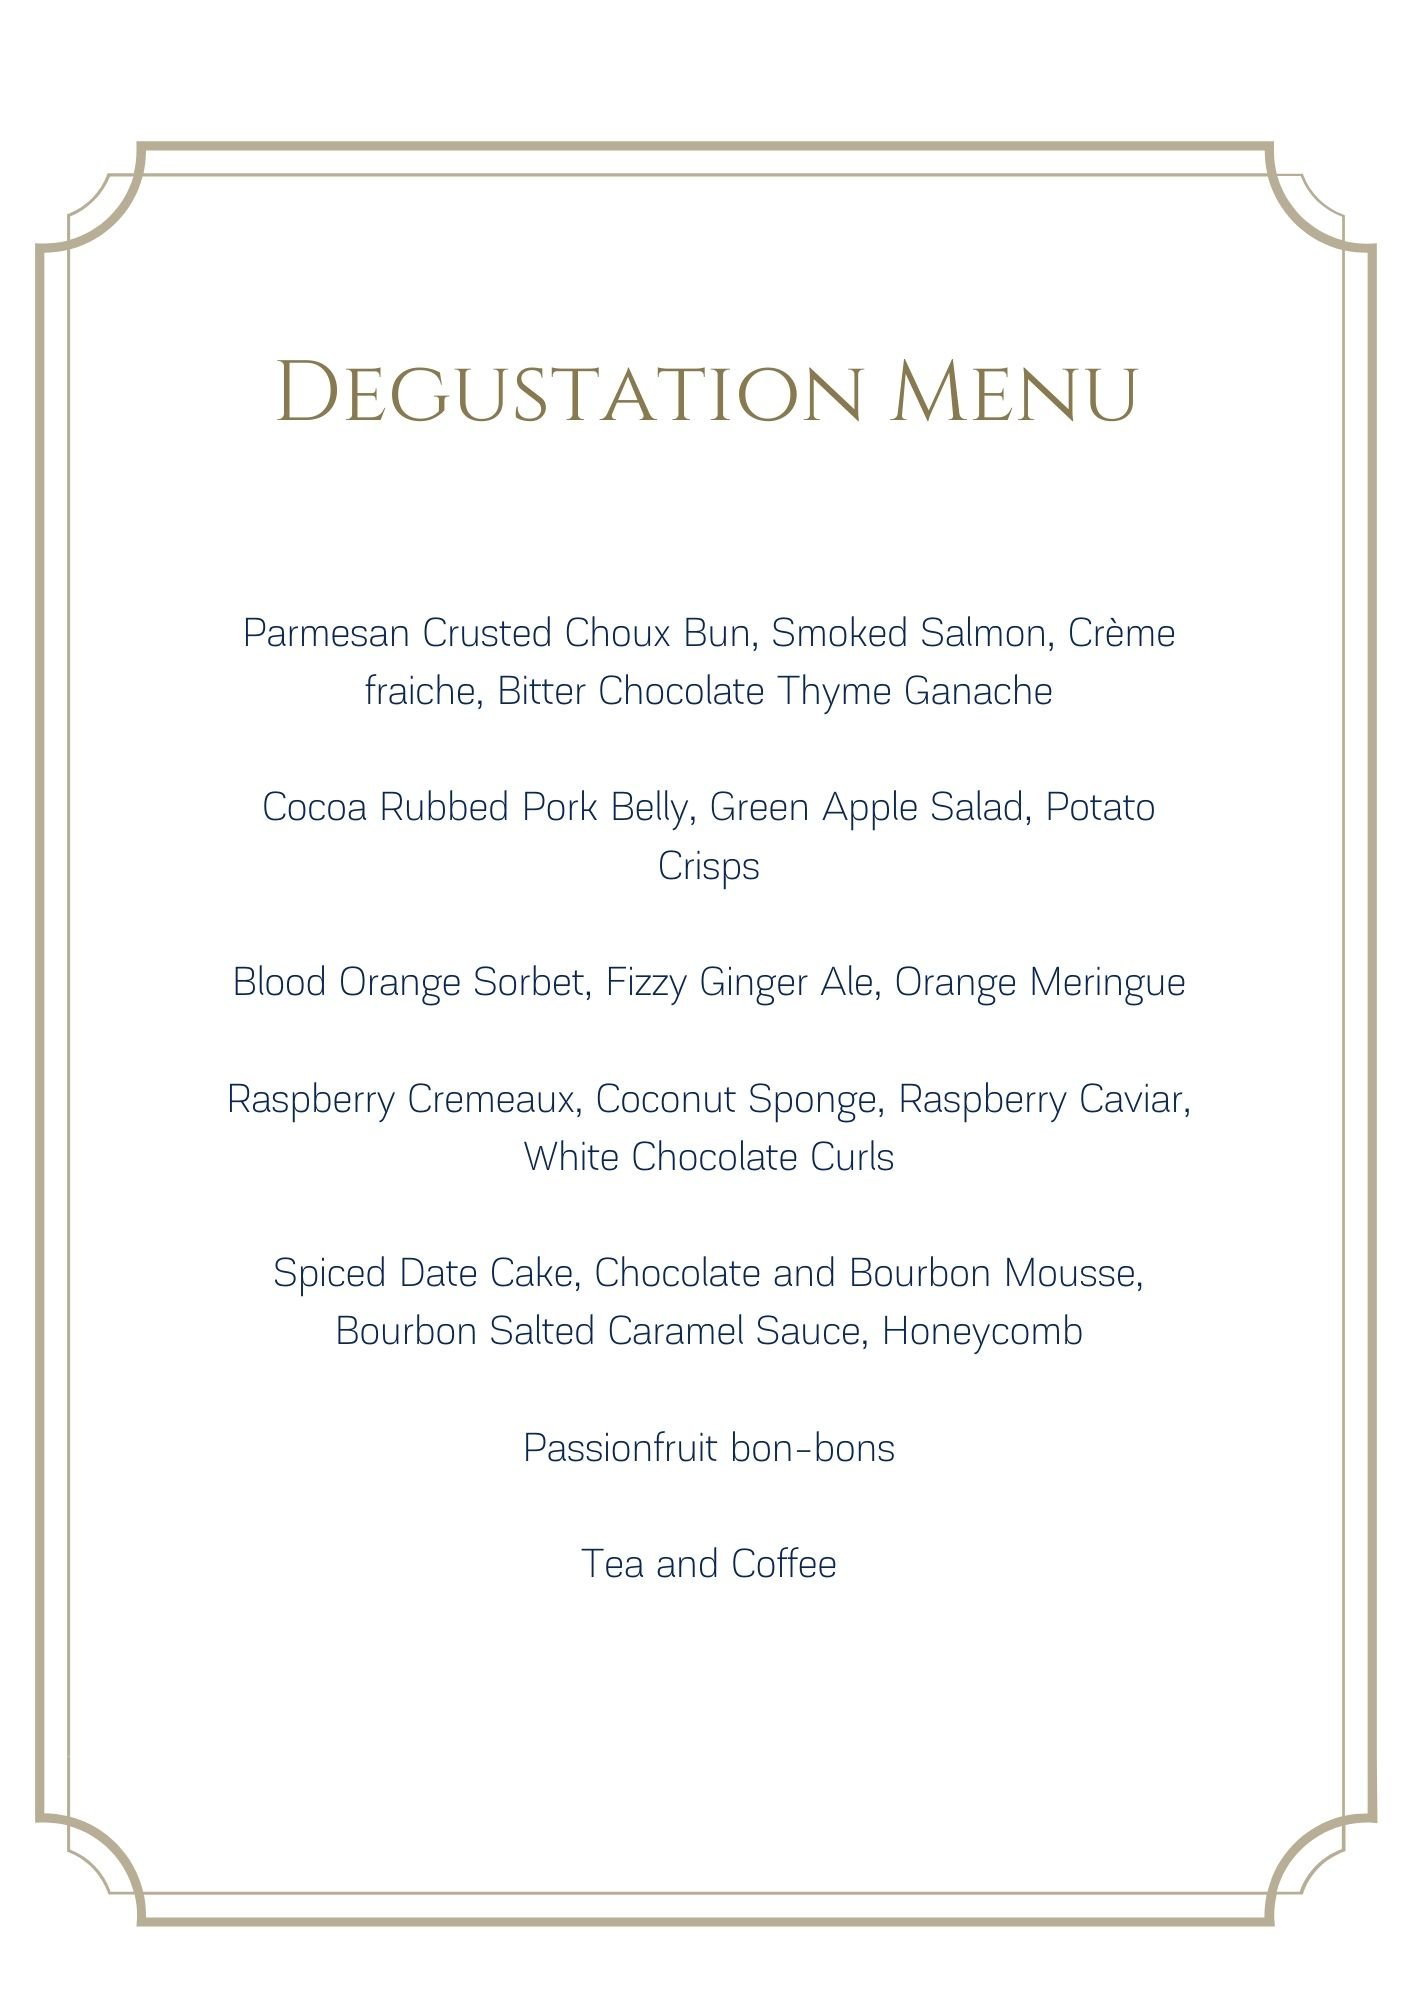 Degustation Menu
Parmesan Crusted Choux Bun, Smoked Salmon, Crème
fraiche, Bitter Chocolate Thyme Ganache
Cocoa Rubbed Pork Belly, Green Apple Salad, Potato
Crisps
Blood Orange Sorbet, Fizzy Ginger Ale, Orange Meringue
Raspberry Cremeaux, Coconut Sponge, Raspberry Caviar,
White Chocolate Curls
Spiced Date Cake, Chocolate and Bourbon Mousse,
Bourbon Salted Caramel Sauce, Honeycomb
Passionfruit bon-bons
Tea and Coffee